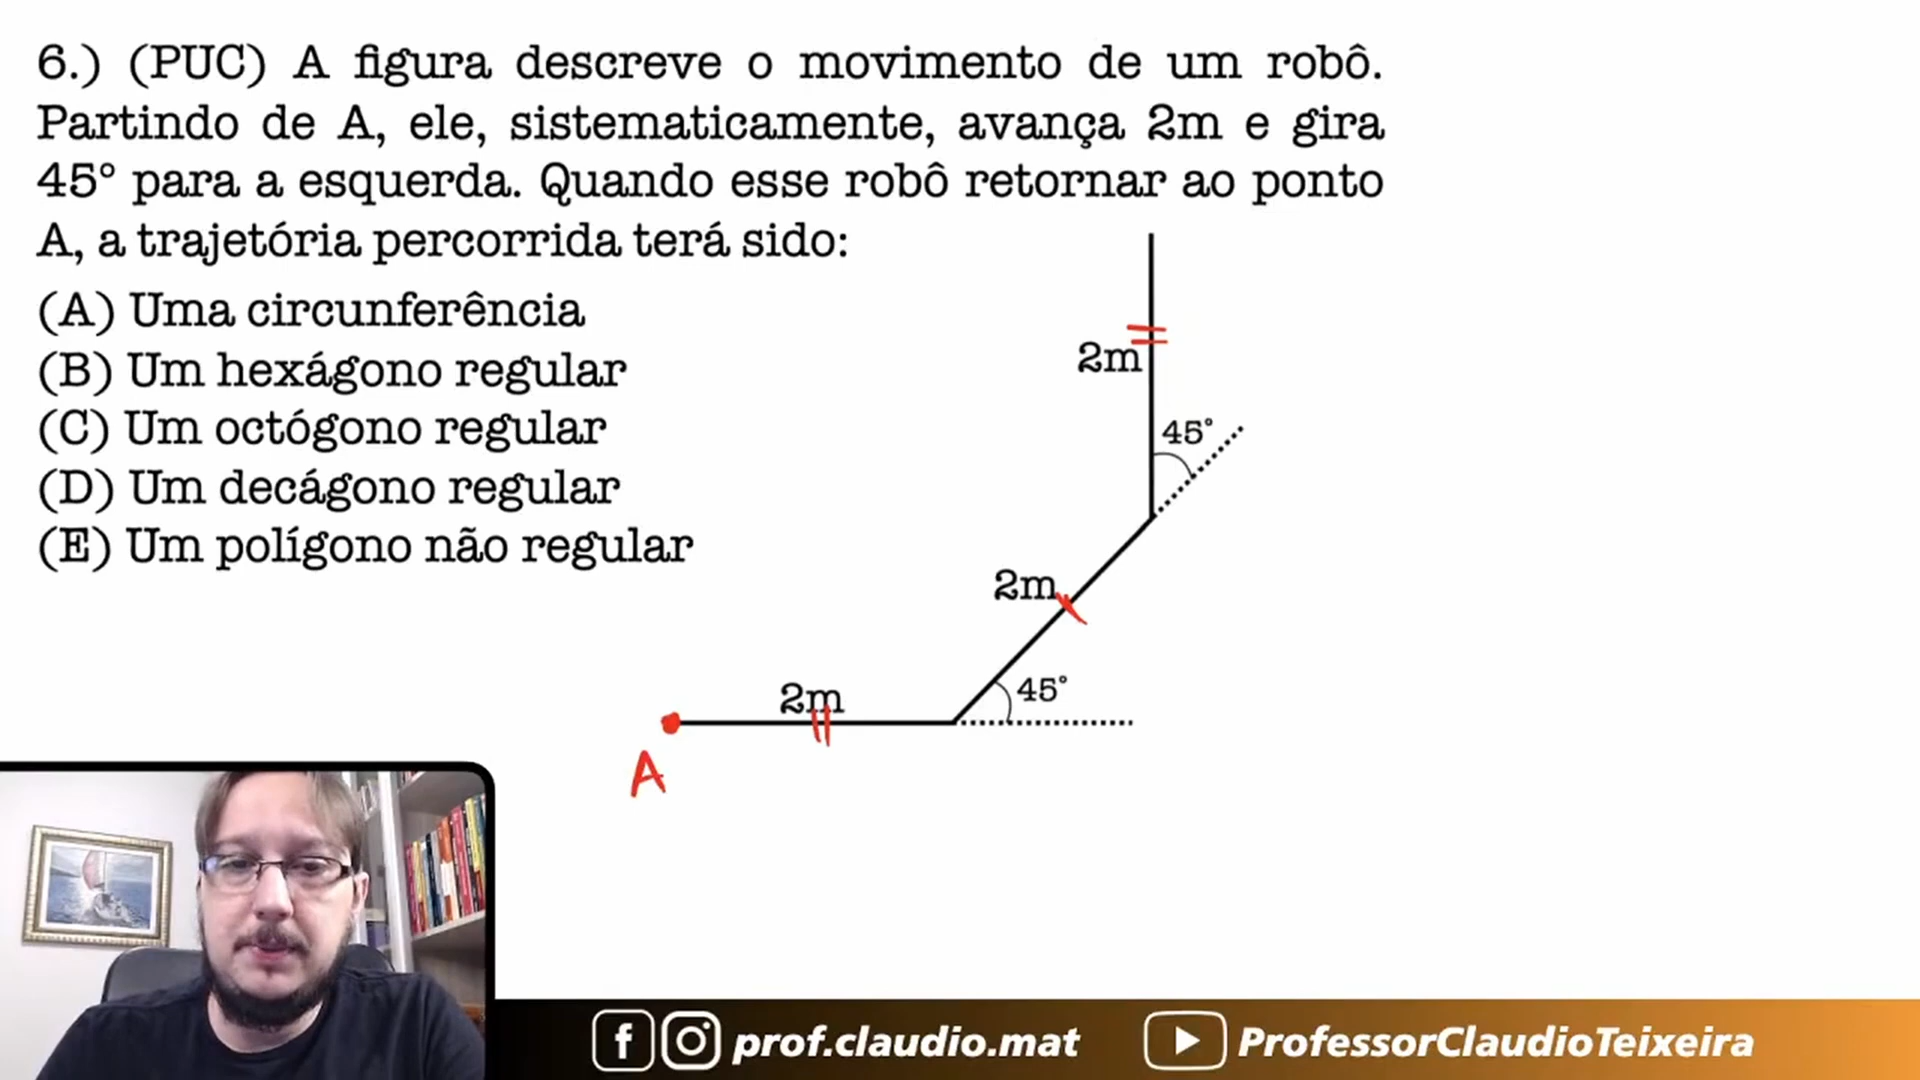 6.) (PUC) A figura descreve o movimento de um robô.
Partindo de A, ele, sistematicamente, avança 2m e gira
45° para a esquerda. Quando esse robô retornar ao ponto
A, a trajetória percorrida terá sido:
(A) Uma circunferência
(B) Um hexágono regular
(C) Um octógono regular
(D) Um decágono regular
(E) Um polígono não regular
2m
45°
2m
45°
2m
A
f prof.claudio.mat ProfessorClaudioTeixeira